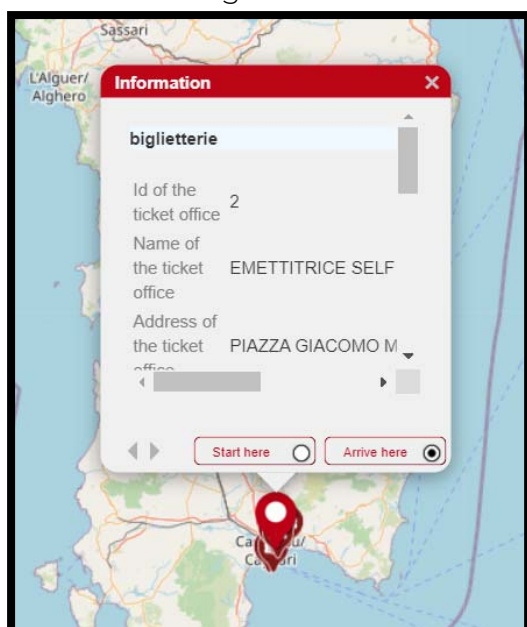 Sassari
L'Alguer/
Alghero
Information
biglietterie
Id of the
ticket office
2
Name of
the ticket
office
EMETTITRICE SELF
Address of
the ticket
office
PIAZZA GIACOMO M
Start here
Arrive here